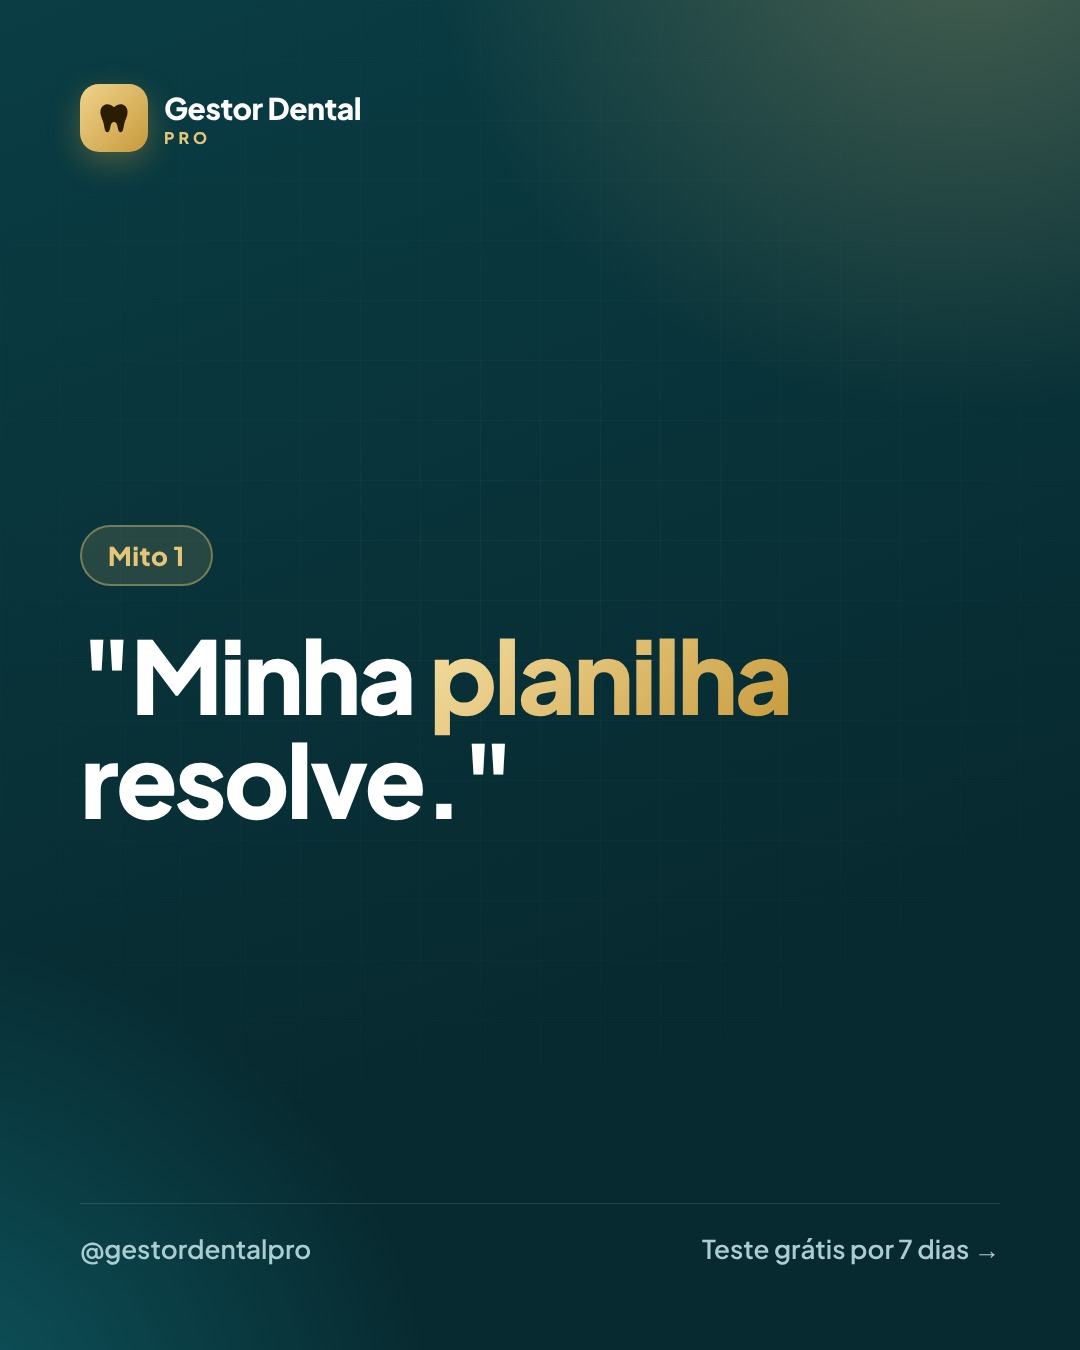 Gestor Dental
PRO
Mito 1
"Minha planilha
resolve."
@gestordentalpro
Teste grátis por 7 dias →